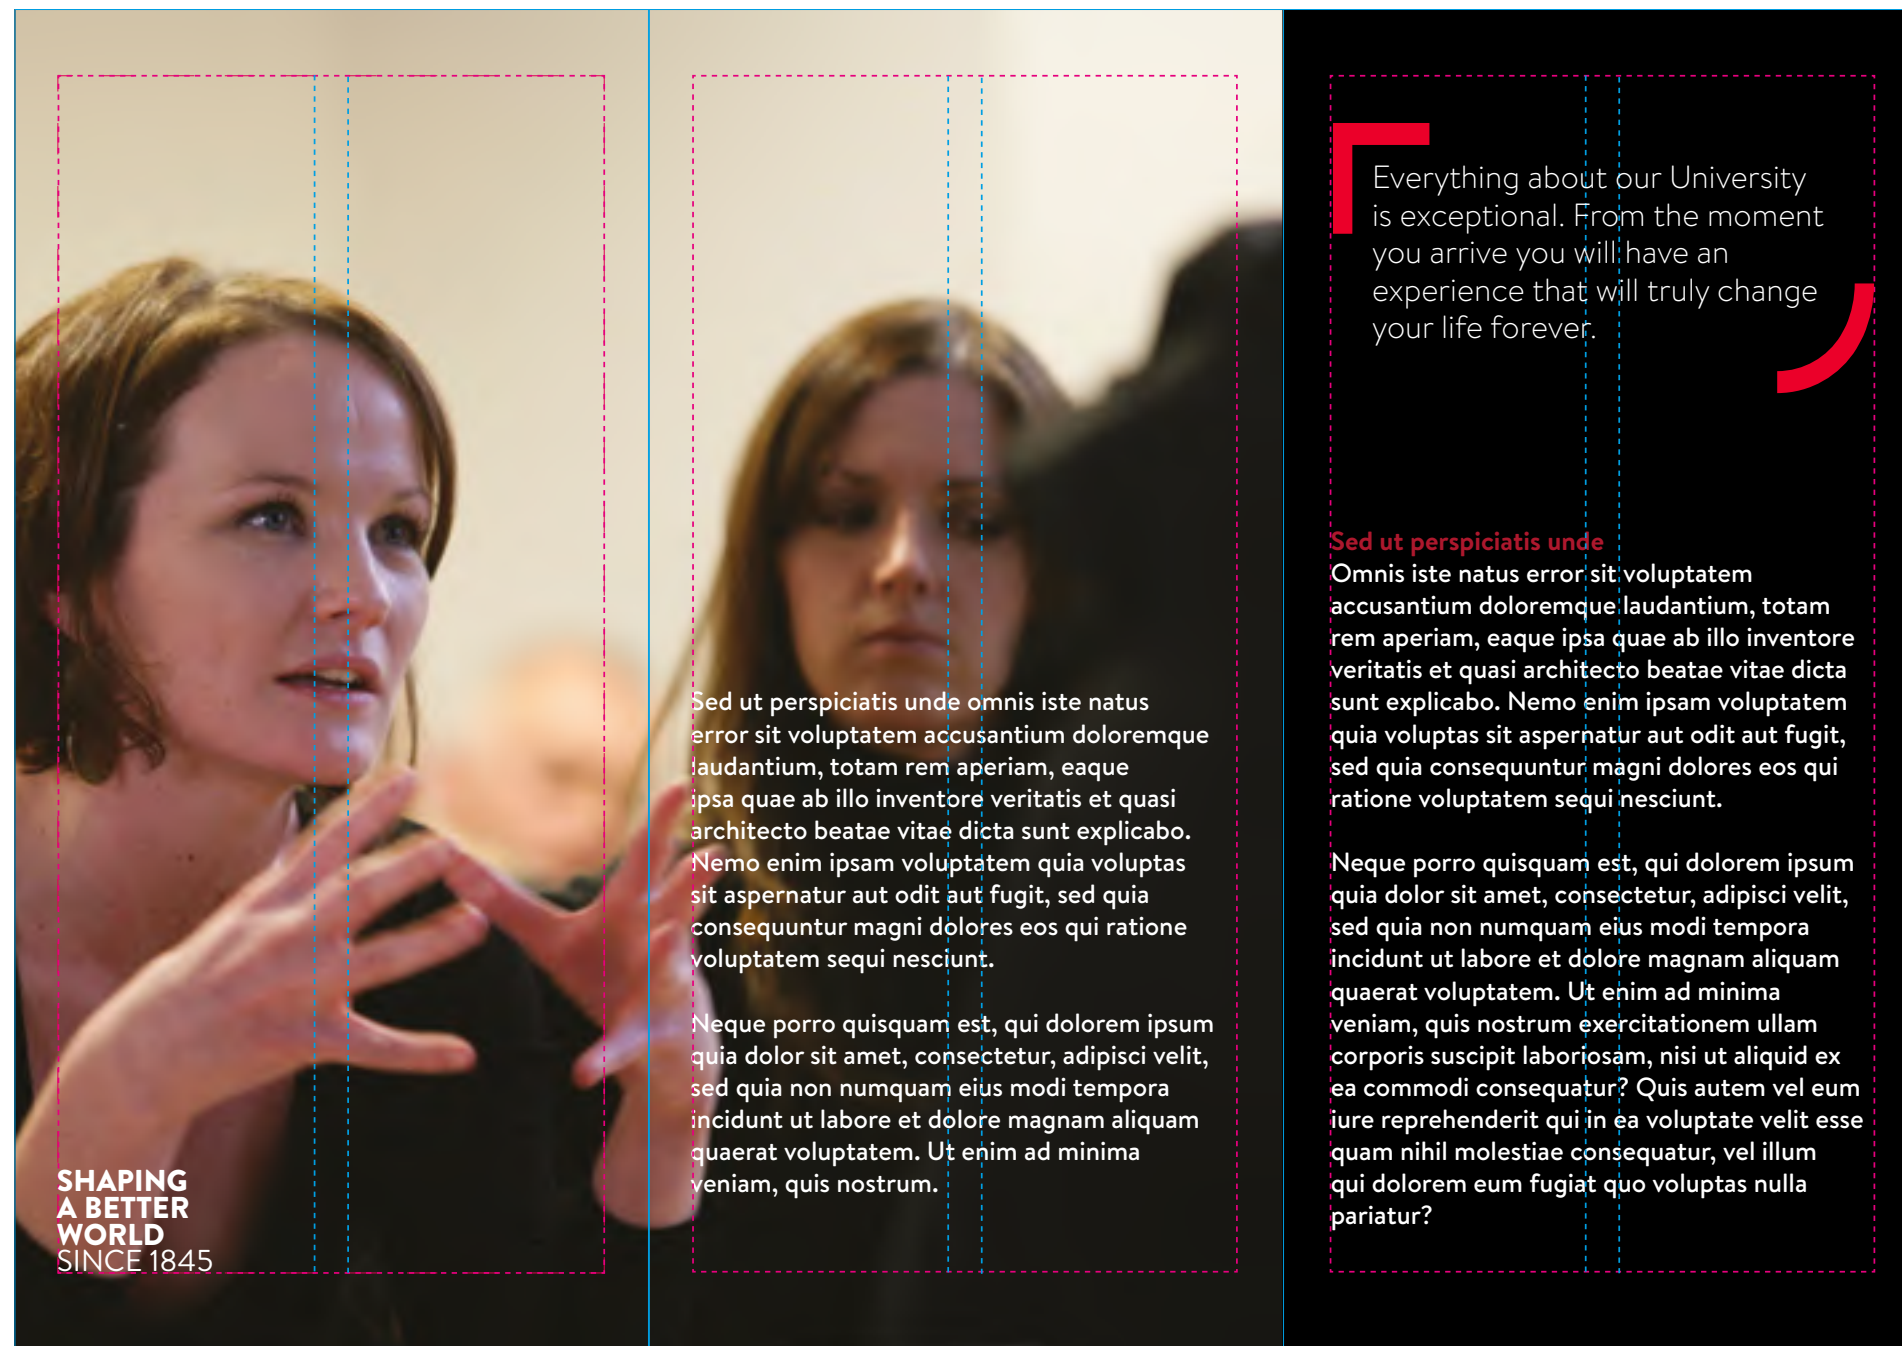 SHAPING
A BETTER
WORLD
SINCE 1845
Sed ut perspiciatis unde omnis iste natus
error sit voluptatem accusantium doloremque
laudantium, totam rem aperiam, eaque
ipsa quae ab illo inventore veritatis et quasi
architecto beatae vitae dicta sunt explicabo.
Nemo enim ipsam voluptatem quia voluptas
sit aspernatur aut odit aut fugit, sed quia
consequuntur magni dolores eos qui ratione
voluptatem sequi nesciunt.
Neque porro quisquam est, qui dolorem ipsum
quia dolor sit amet, consectetur, adipisci velit,
sed quia non numquam eius modi tempora
incidunt ut labore et dolore magnam aliquam
quaerat voluptatem. Ut enim ad minima
veniam, quis nostrum.
Everything about our University
is exceptional. From the moment
you arrive you will have an
experience that will truly change
your life forever.
Sed ut perspiciatis unde
Omnis iste natus error sit voluptatem
accusantium doloremque laudantium, totam
rem aperiam, eaque ipsa quae ab illo inventore
veritatis et quasi architecto beatae vitae dicta
sunt explicabo. Nemo enim ipsam voluptatem
quia voluptas sit aspernatur aut odit aut fugit,
sed quia consequuntur magni dolores eos qui
ratione voluptatem sequi nesciunt.
Neque porro quisquam est, qui dolorem ipsum
quia dolor sit amet, consectetur, adipisci velit,
sed quia non numquam eius modi tempora
incidunt ut labore et dolore magnam aliquam
quaerat voluptatem. Ut enim ad minima
veniam, quis nostrum exercitationem ullam
corporis suscipit laboriosam, nisi ut aliquid ex
ea commodi consequatur? Quis autem vel eum
iure reprehenderit qui in ea voluptate velit esse
quam nihil molestiae consequatur, vel illum
qui dolorem eum fugiat quo voluptas nulla
pariatur?